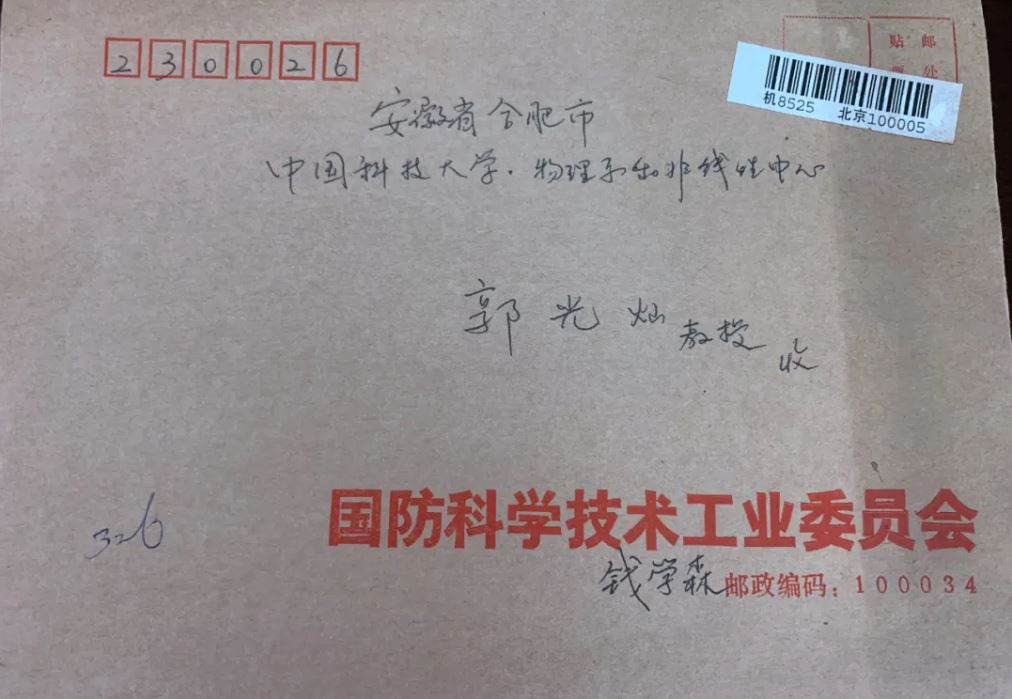 230026
贴 邮
票 处
机8525 北京100005
安徽省合肥市
中国科技大学·物理系和非线性中心
郭光灿教授 收
326
国防科学技术工业委员会
钱学森 邮政编码：100034